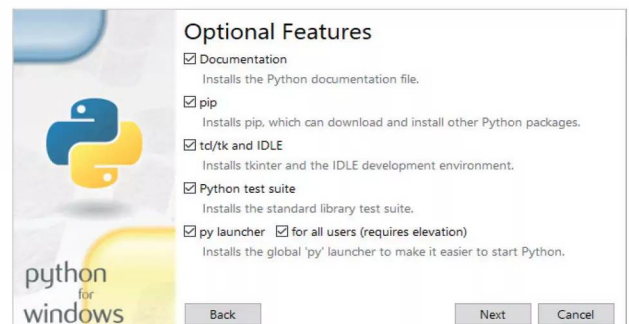 Optional Features
Documentation
Installs the Python documentation file.
pip
Installs pip, which can download and install other Python packages.
td/tk and IDLE
Installs tkinter and the IDLE development environment.
Python test suite
Installs the standard library test suite.
py launcher for all users (requires elevation)
Installs the global 'py' launcher to make it easier to start Python.
python
for
windows
Back Next Cancel